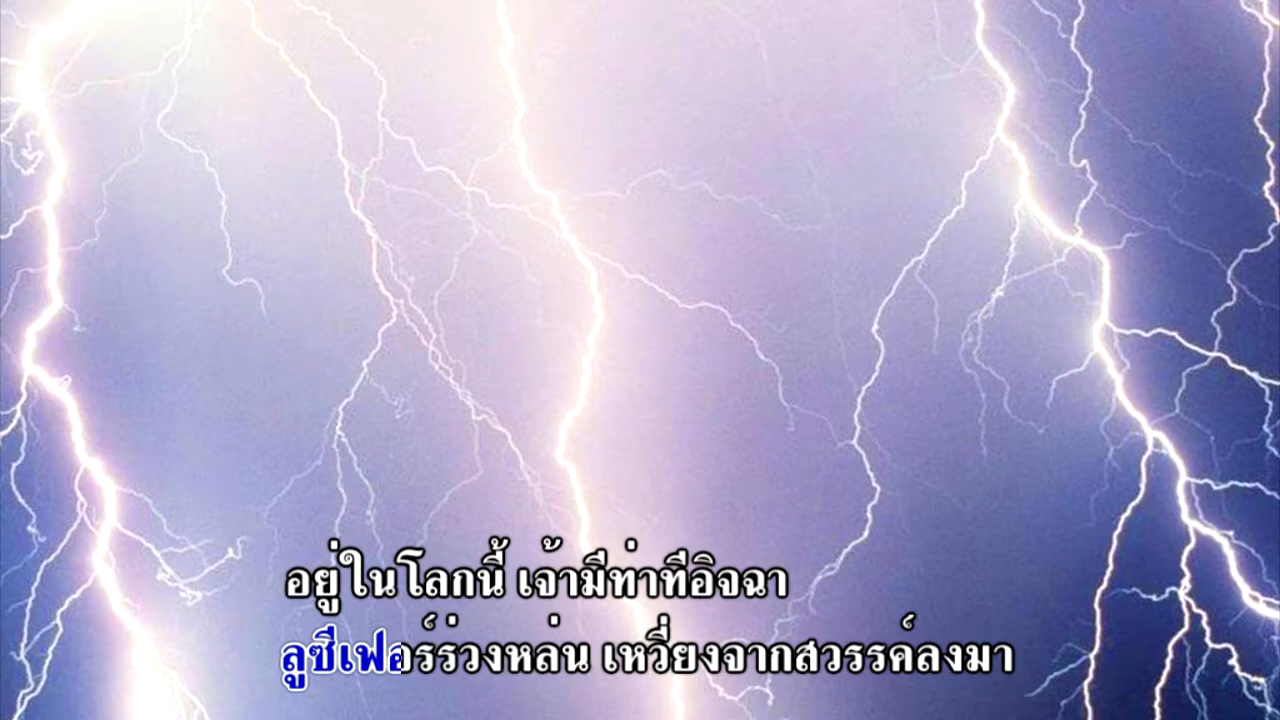 อยู่ในโลกนี้ เจ้ามีท่าทีอิจฉา
ลูซีเฟอร์ร่วงหล่น เหวี่ยงจากสวรรค์ลงมา